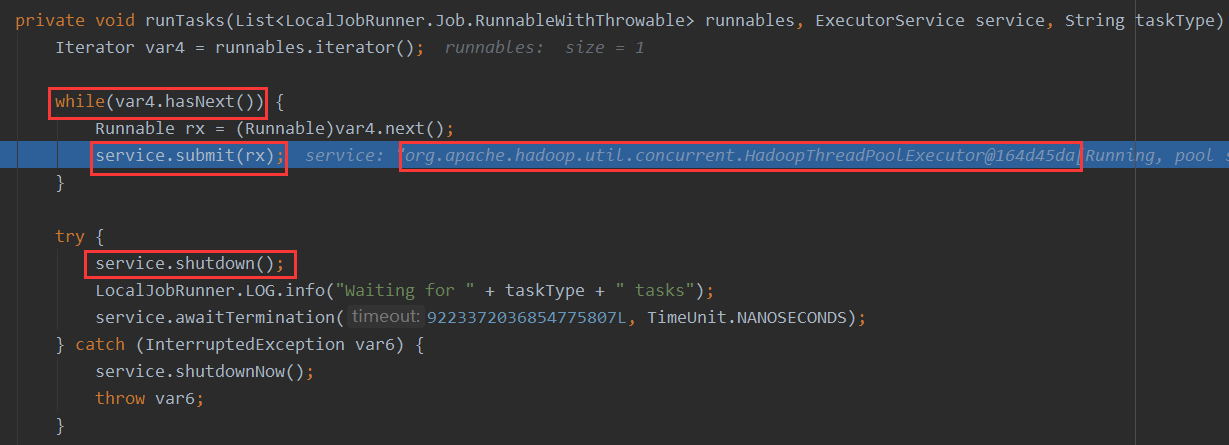 private void runTasks(List<LocalJobRunner.Job.RunnableWithThrowable> runnables, ExecutorService service, String taskType)
Iterator var4 = runnables.iterator(); runnables: size = 1
while(var4.hasNext()) {
Runnable rx = (Runnable)var4.next();
service.submit(rx); service: "org.apache.hadoop.util.concurrent.HadoopThreadPoolExecutor@164d45da[Running, pool s
}
try {
service.shutdown();
LocalJobRunner.LOG.info("Waiting for " + taskType + " tasks");
service.awaitTermination( timeout: 9223372036854775807L, TimeUnit.NANOSECONDS);
} catch (InterruptedException var6) {
service.shutdownNow();
throw var6;
}